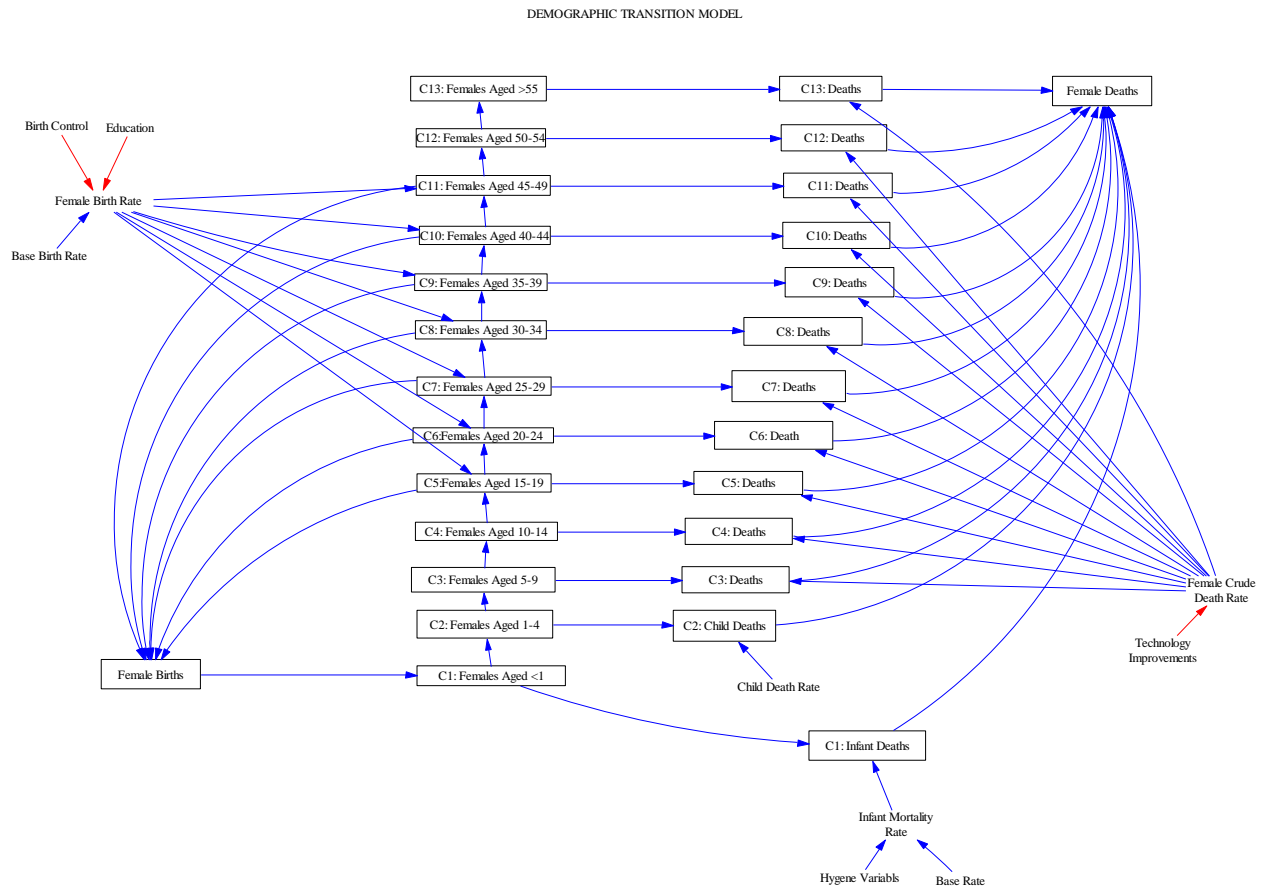 DEMOGRAPHIC TRANSITION MODEL
C13: Females Aged >55
C13: Deaths
Female Deaths
Birth Control
Education
C12: Females Aged 50-54
C12: Deaths
C11: Females Aged 45-49
C11: Deaths
Female Birth Rate
C10: Females Aged 40-44
C10: Deaths
Base Birth Rate
C9: Females Aged 35-39
C9: Deaths
C8: Females Aged 30-34
C8: Deaths
C7: Females Aged 25-29
C7: Deaths
C6:Females Aged 20-24
C6: Death
C5:Females Aged 15-19
C5: Deaths
C4: Females Aged 10-14
C4: Deaths
C3: Females Aged 5-9
C3: Deaths
Female Crude
Death Rate
C2: Females Aged 1-4
C2: Child Deaths
Technology
Improvements
Female Births
C1: Females Aged <1
Child Death Rate
C1: Infant Deaths
Infant Mortality
Rate
Hygene Variabls
Base Rate